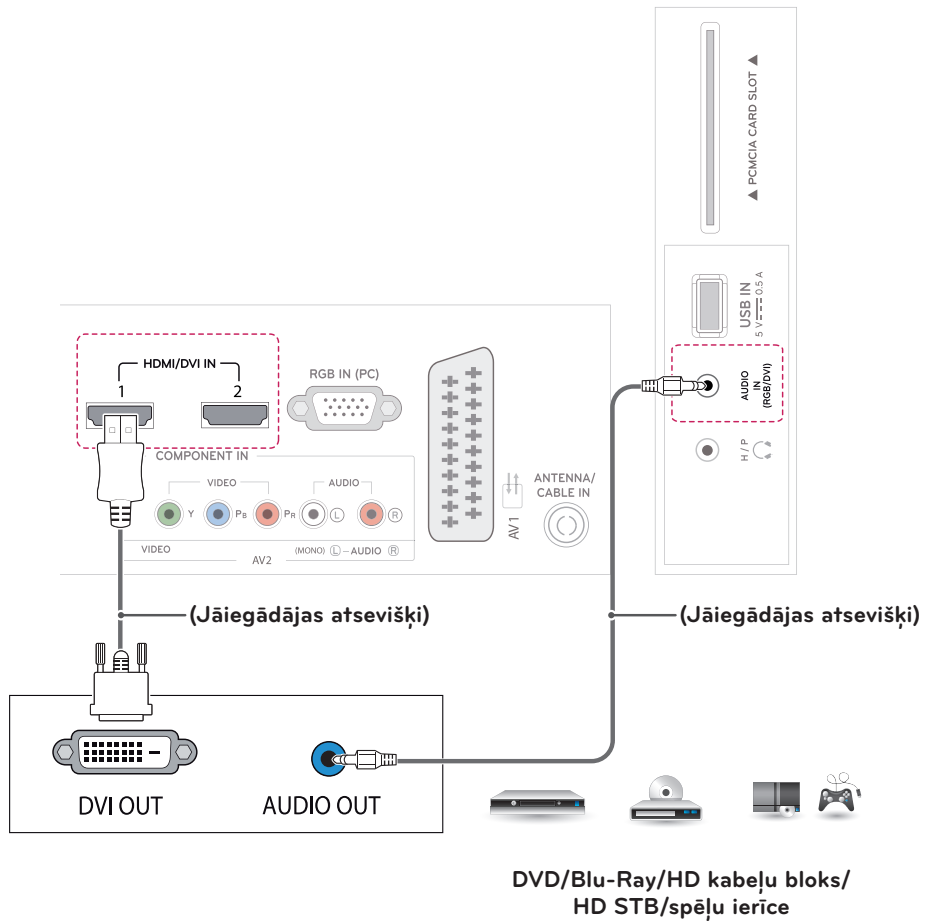 ▲ PCMCIA CARD SLOT ▲
USB IN
5 V 0.5 A
AUDIO
IN
(RGB/DVI)
H / P
HDMI/DVI IN
1 2
RGB IN (PC)
COMPONENT IN
VIDEO AUDIO
Y PB PR L R
VIDEO
AV2
(MONO) L – AUDIO R
AV1
ANTENNA/
CABLE IN
(Jāiegādājas atsevišķi)
(Jāiegādājas atsevišķi)
DVI OUT
AUDIO OUT
DVD/Blu-Ray/HD kabeļu bloks/
HD STB/spēļu ierīce